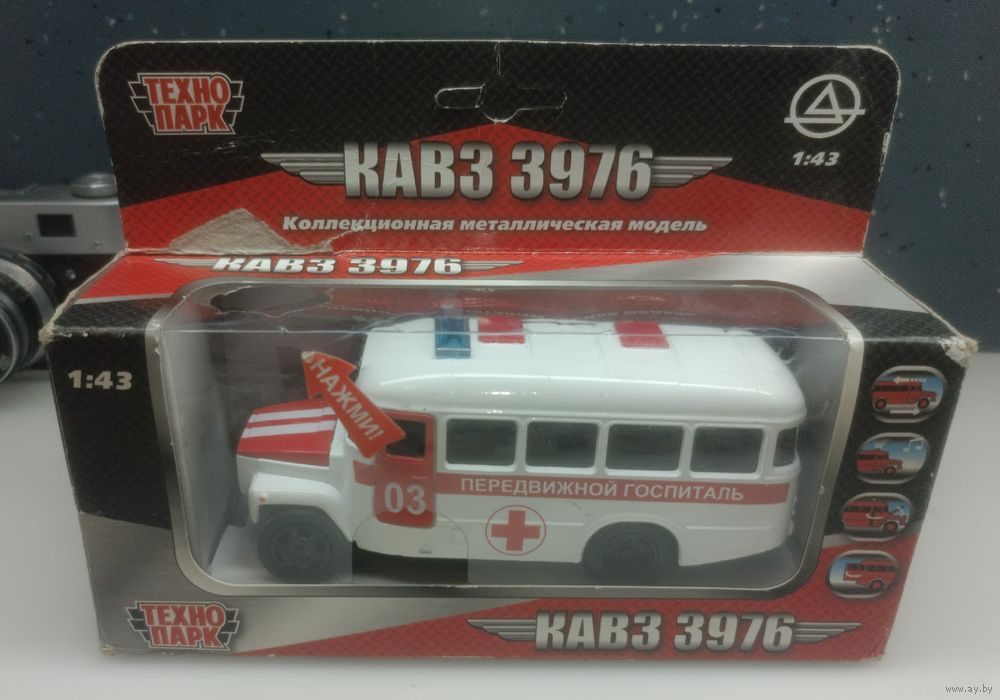 ТЕХНО
ПАРК
1:43
КАВЗ 3976
Коллекционная металлическая модель
КАВЗ 3976
1:43
НАЖМИ!
03
ПЕРЕДВИЖНОЙ ГОСПИТАЛЬ
ТЕХНО
ПАРК
КАВЗ 3976
www.ay.by